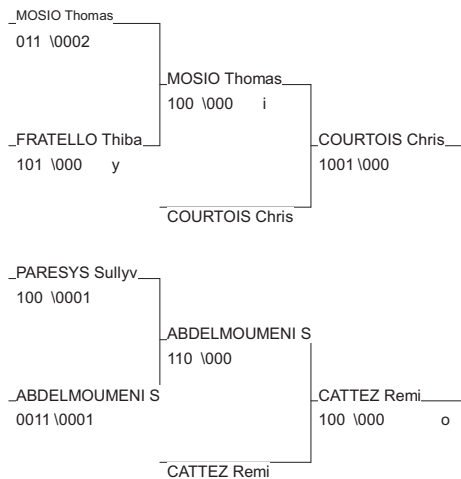 MOSIO Thomas
011 \0002
MOSIO Thomas
100 \000 i
FRATELLO Thiba
101 \000 y
COURTOIS Chris
1001 \000
COURTOIS Chris
PARESYS Sullyv
100 \0001
ABDELMOUMENI S
110 \000
ABDELMOUMENI S
0011 \0001
CATTEZ Remi
100 \000 o
CATTEZ Remi